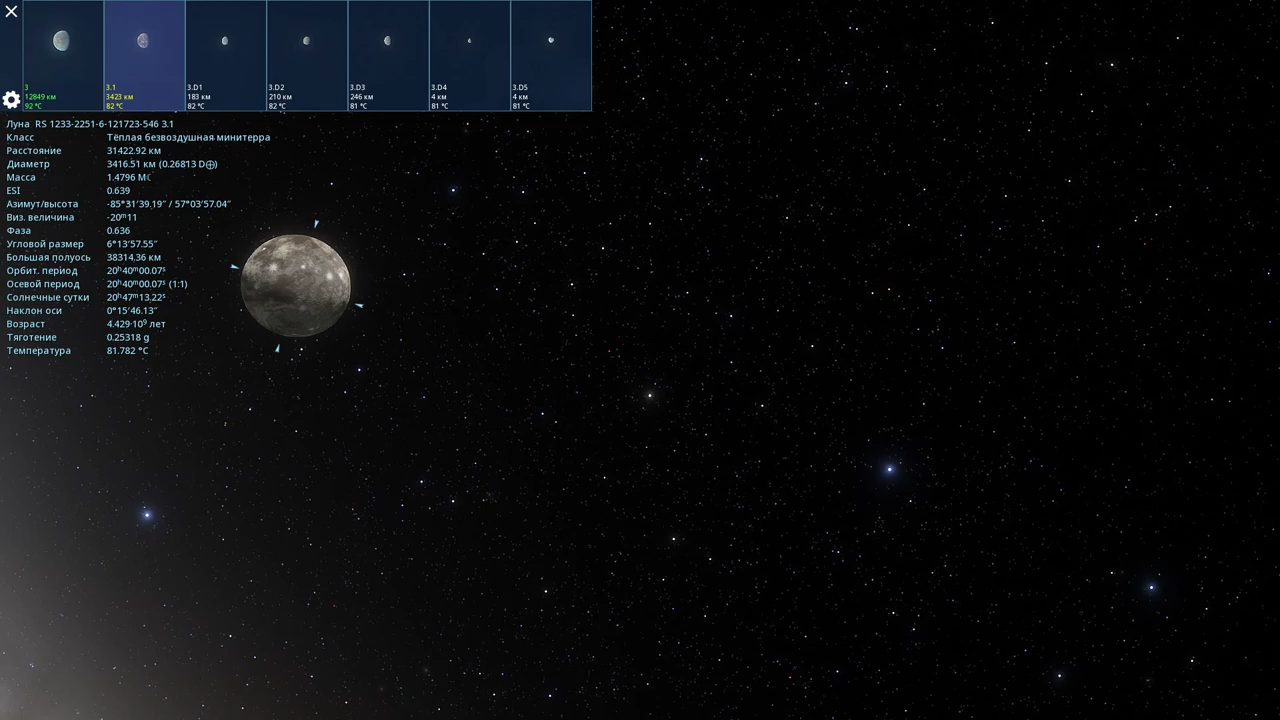 3
12849 км
92 °C
3.1
3423 км
82 °C
3.D1
183 км
82 °C
3.D2
210 км
82 °C
3.D3
246 км
81 °C
3.D4
4 км
81 °C
3.D5
4 км
81 °C
Луна RS 1233-2251-6-121723-546 3.1
Класс Тёплая безвоздушная минитерра
Расстояние 31422.92 км
Диаметр 3416.51 км (0.26813 D⊕)
Масса 1.4796 M☾
ESI 0.639
Азимут/высота -85°31′39.19″ / 57°03′57.04″
Виз. величина -20ᵐ11
Фаза 0.636
Угловой размер 6°13′57.55″
Большая полуось 38314.36 км
Орбит. период 20ʰ40ᵐ00.07ˢ
Осевой период 20ʰ40ᵐ00.07ˢ (1:1)
Солнечные сутки 20ʰ47ᵐ13.22ˢ
Наклон оси 0°15′46.13″
Возраст 4.429·10⁹ лет
Тяготение 0.25318 g
Температура 81.782 °C